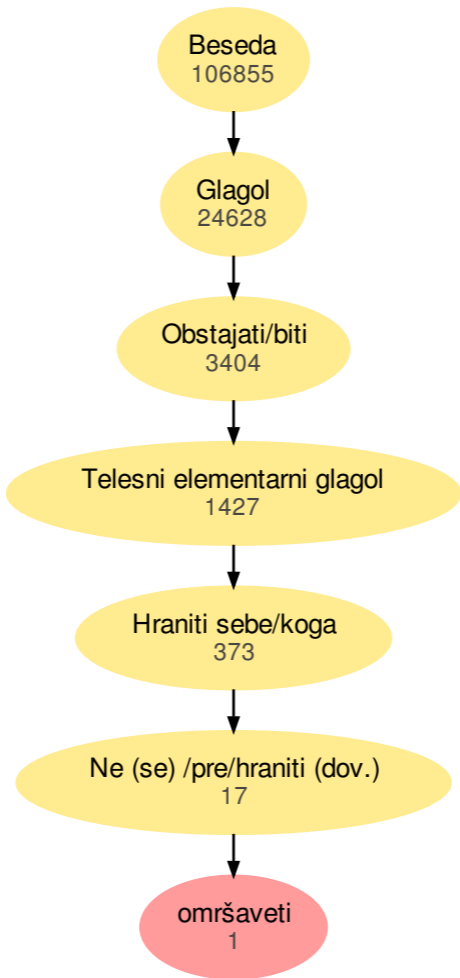 Beseda
106855
Glagol
24628
Obstajati/biti
3404
Telesni elementarni glagol
1427
Hraniti sebe/koga
373
Ne (se) /pre/hraniti (dov.)
17
omršaveti
1